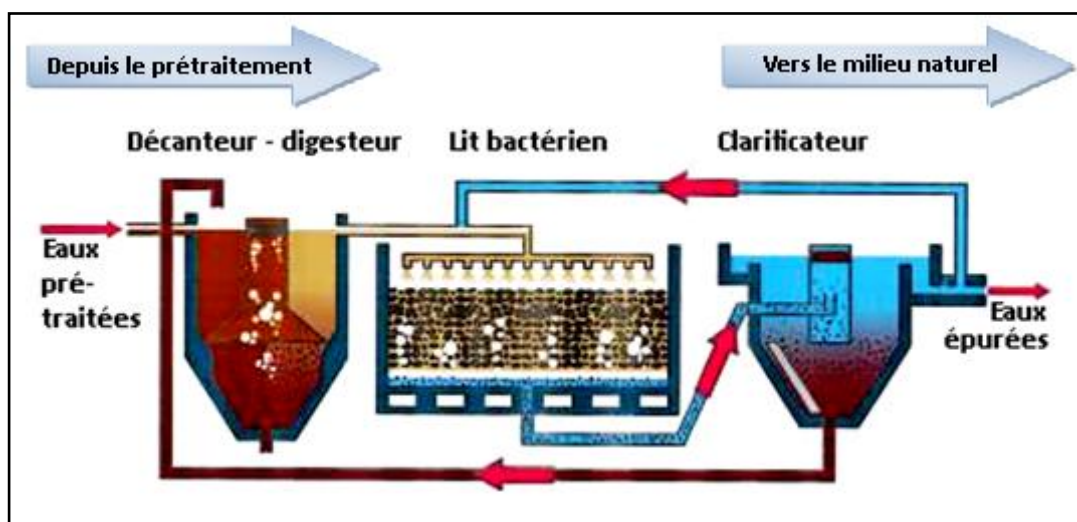 Depuis le prétraitement
Vers le milieu naturel
Décanteur - digesteur
Lit bactérien
Clarificateur
Eaux
pré-
traitées
Eaux
épurées